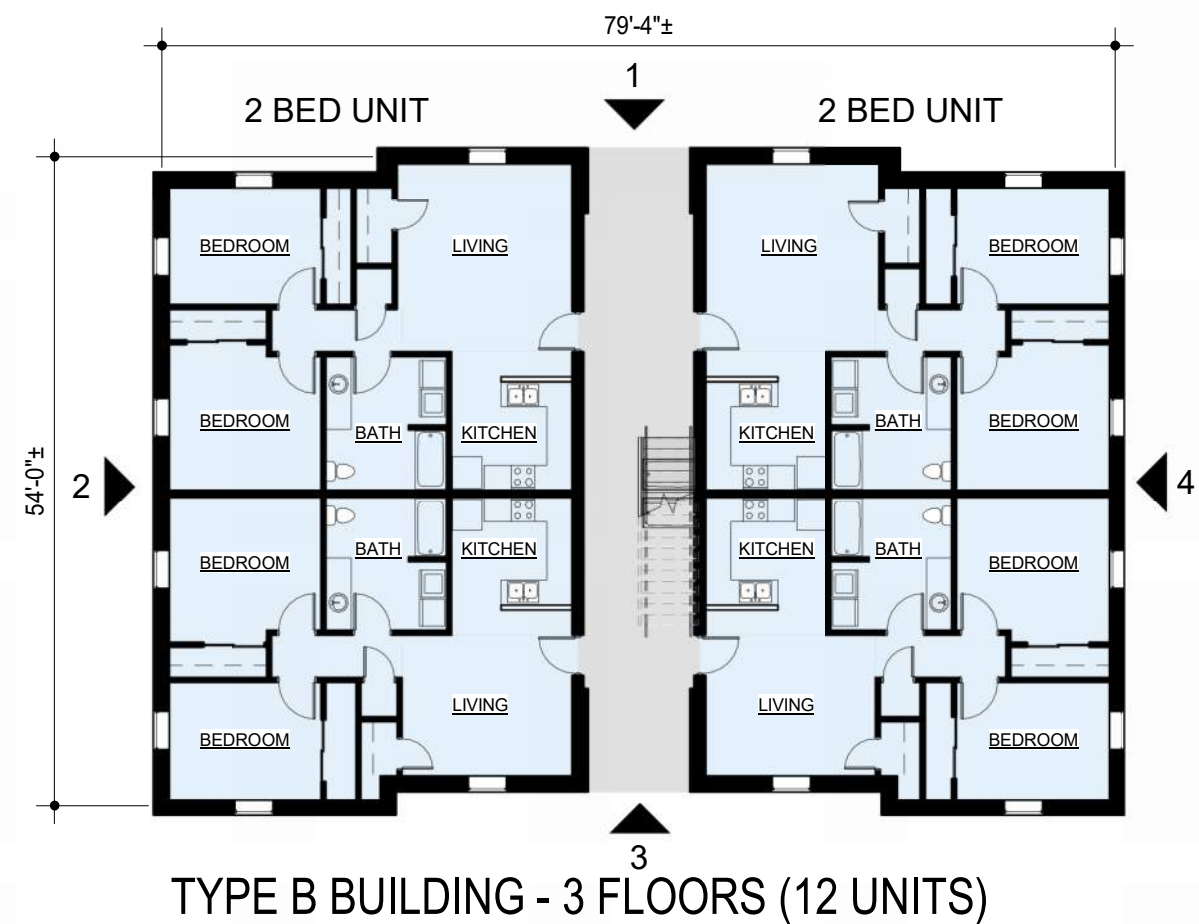 79'-4"±
1
2 BED UNIT 2 BED UNIT
BEDROOM LIVING LIVING BEDROOM
BEDROOM BATH KITCHEN KITCHEN BATH BEDROOM
54'-0"±
2 4
BEDROOM BATH KITCHEN KITCHEN BATH BEDROOM
BEDROOM LIVING LIVING BEDROOM
3
TYPE B BUILDING - 3 FLOORS (12 UNITS)